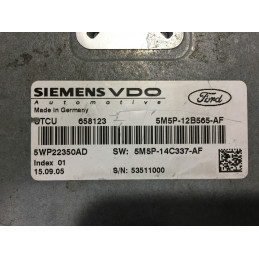 SIEMENS VDO
Automotive
Made in Germany
Ford
DTCU 658123 5M5P-12B565-AF
5WP22350AD SW: 5M5P-14C337-AF
Index 01
15.09.05 S/N: 53511000